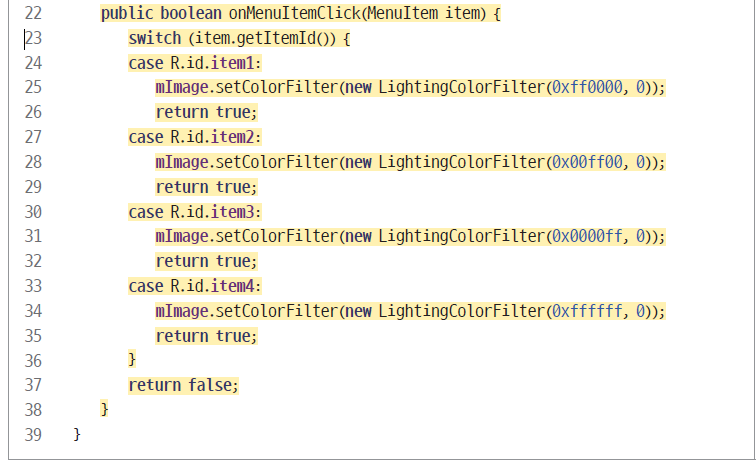 22 public boolean onMenuItemClick(MenuItem item) {
23 switch (item.getItemId()) {
24 case R.id.item1:
25 mImage.setColorFilter(new LightingColorFilter(0xff0000, 0));
26 return true;
27 case R.id.item2:
28 mImage.setColorFilter(new LightingColorFilter(0x00ff00, 0));
29 return true;
30 case R.id.item3:
31 mImage.setColorFilter(new LightingColorFilter(0x0000ff, 0));
32 return true;
33 case R.id.item4:
34 mImage.setColorFilter(new LightingColorFilter(0xffffff, 0));
35 return true;
36 }
37 return false;
38 }
39 }